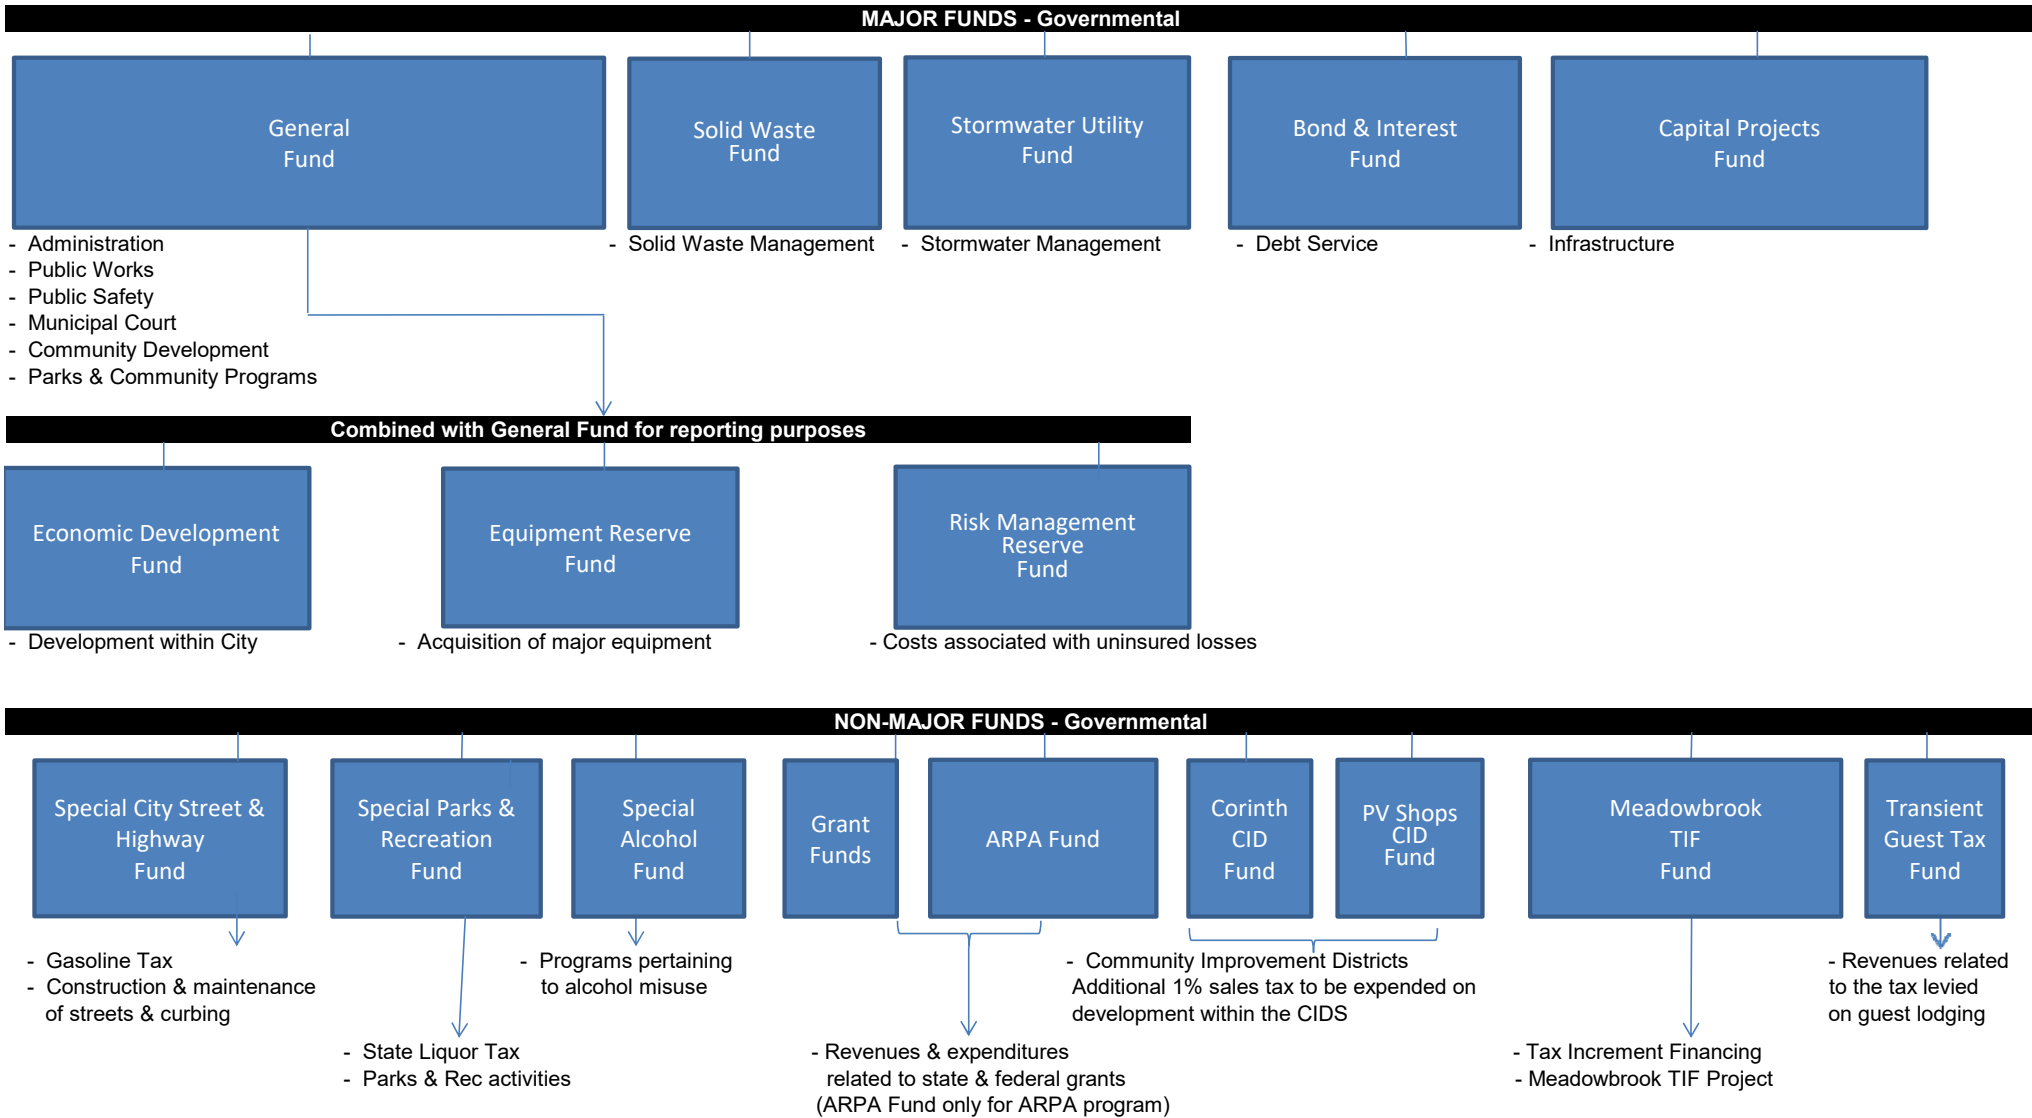 MAJOR FUNDS - Governmental
General
Fund
Solid Waste
Fund
Stormwater Utility
Fund
Bond & Interest
Fund
Capital Projects
Fund
- Administration
- Public Works
- Public Safety
- Municipal Court
- Community Development
- Parks & Community Programs
- Solid Waste Management
- Stormwater Management
- Debt Service
- Infrastructure
Combined with General Fund for reporting purposes
Economic Development
Fund
Equipment Reserve
Fund
Risk Management
Reserve
Fund
- Development within City
- Acquisition of major equipment
- Costs associated with uninsured losses
NON-MAJOR FUNDS - Governmental
Special City Street &
Highway
Fund
Special Parks &
Recreation
Fund
Special
Alcohol
Fund
Grant
Funds
ARPA Fund
Corinth
CID
Fund
PV Shops
CID
Fund
Meadowbrook
TIF
Fund
Transient
Guest Tax
Fund
- Gasoline Tax
- Construction & maintenance
of streets & curbing
- State Liquor Tax
- Parks & Rec activities
- Programs pertaining
to alcohol misuse
- Revenues & expenditures
related to state & federal grants
(ARPA Fund only for ARPA program)
- Community Improvement Districts
Additional 1% sales tax to be expended on
development within the CIDS
- Tax Increment Financing
- Meadowbrook TIF Project
- Revenues related
to the tax levied
on guest lodging